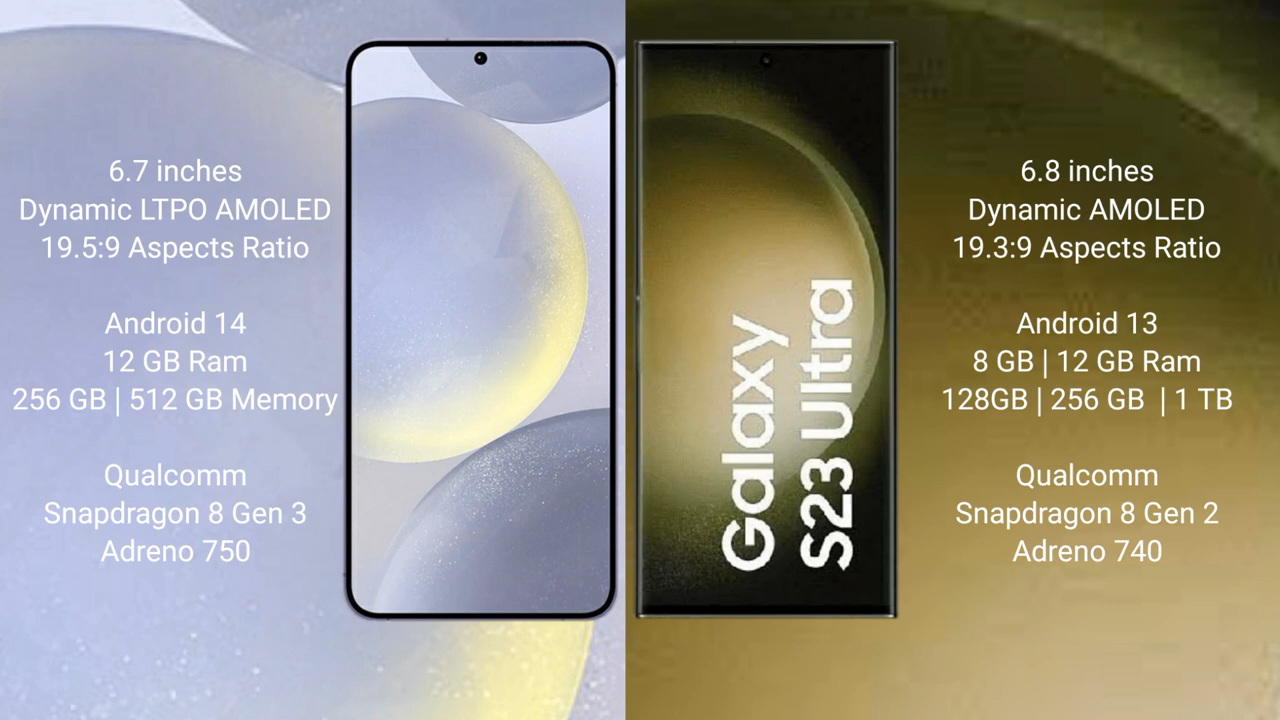 6.7 inches
Dynamic LTPO AMOLED
19.5:9 Aspects Ratio
Android 14
12 GB Ram
256 GB | 512 GB Memory
Qualcomm
Snapdragon 8 Gen 3
Adreno 750
Galaxy
S23 Ultra
6.8 inches
Dynamic AMOLED
19.3:9 Aspects Ratio
Android 13
8 GB | 12 GB Ram
128GB | 256 GB | 1 TB
Qualcomm
Snapdragon 8 Gen 2
Adreno 740